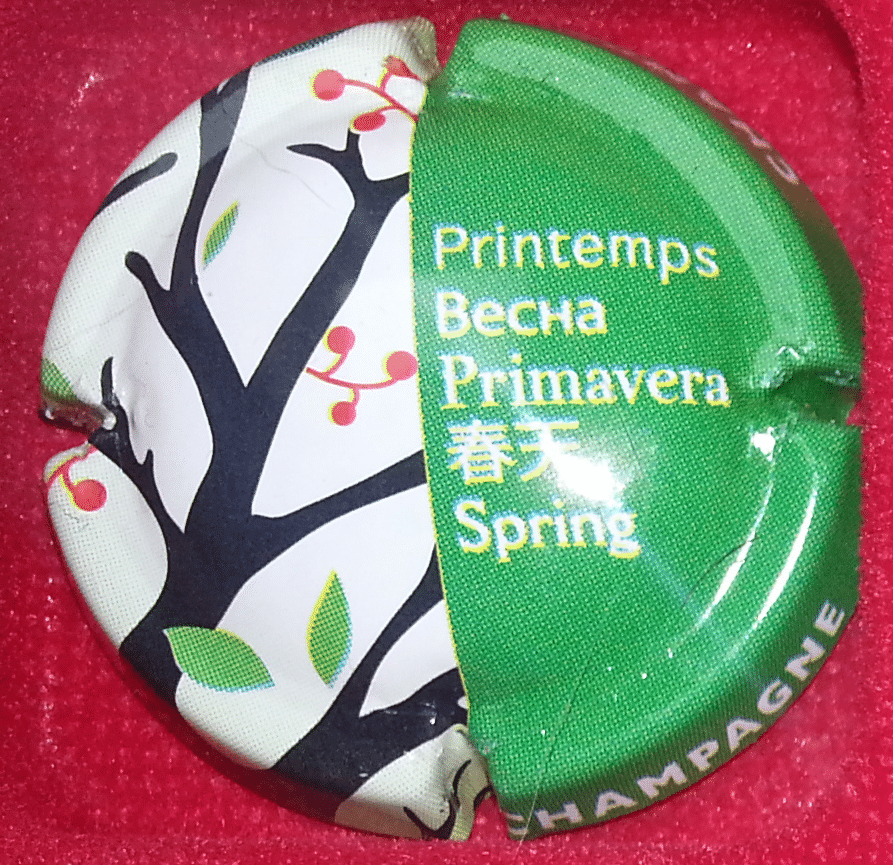 Printemps
Весна
Primavera
春天
Spring
CHAMPAGNE